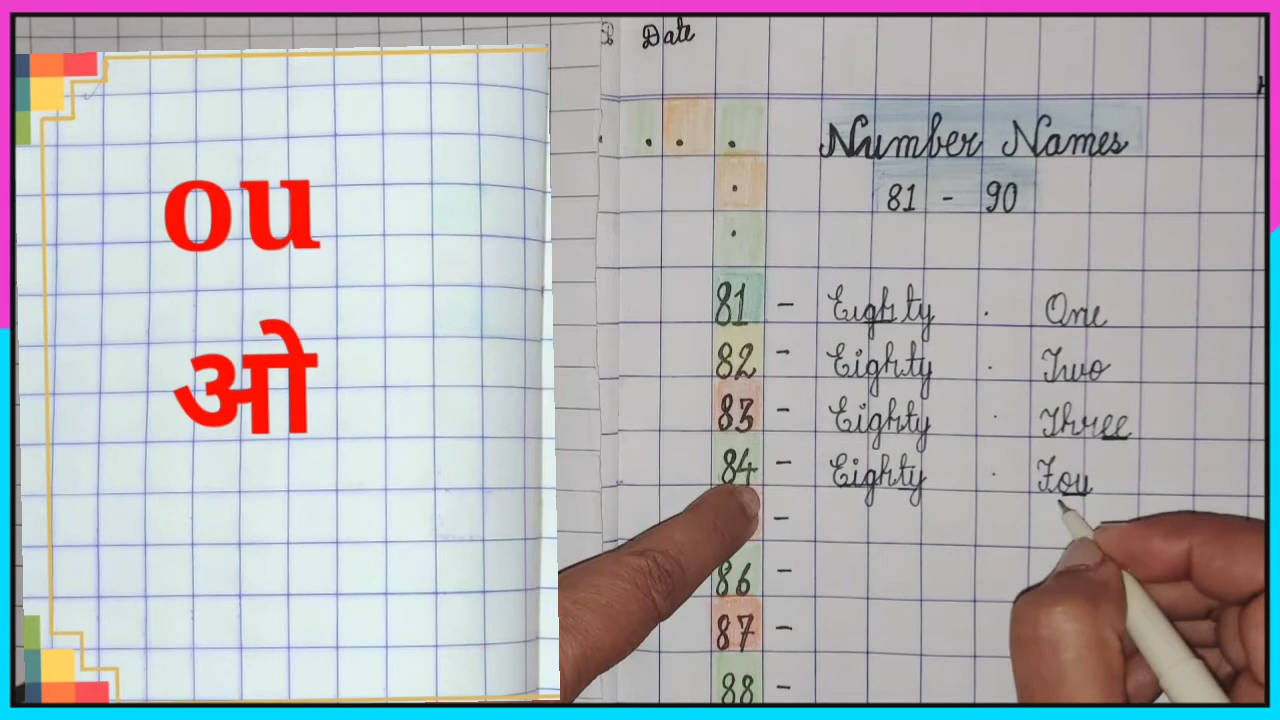 ou
ओ
Date
Number Names
81 - 90
81 - Eighty . One
82 - Eighty . Two
83 - Eighty . Three
84 - Eighty . Fou
-
86 -
87 -
88 -